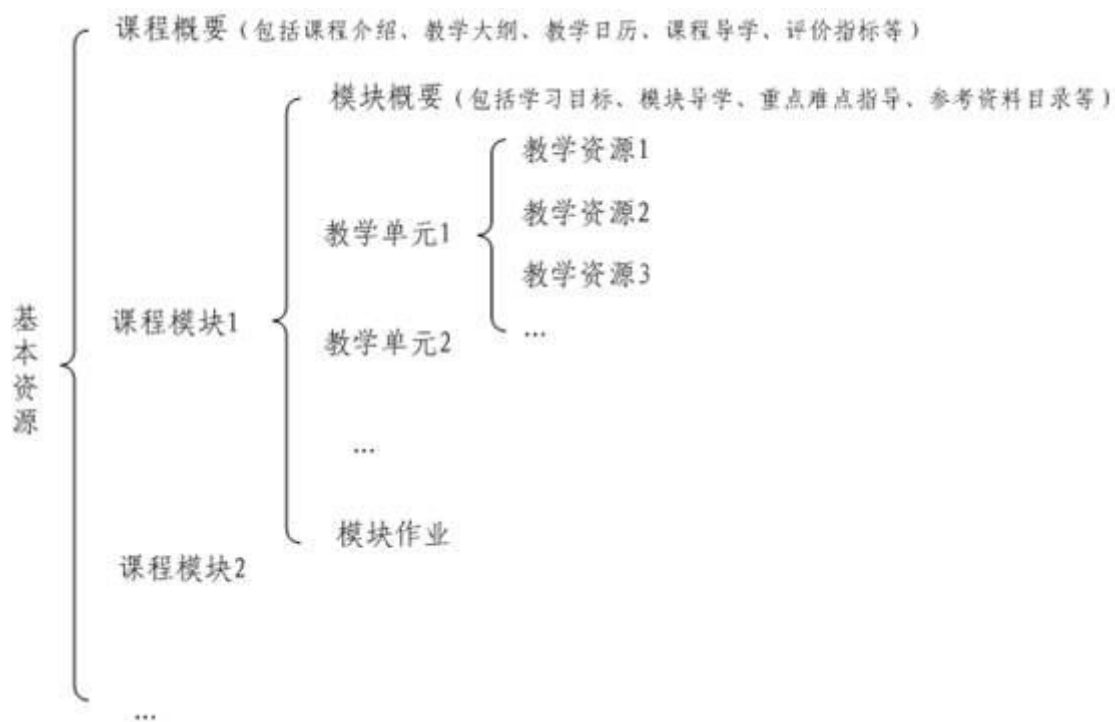 课程概要（包括课程介绍、教学大纲、教学日历、课程导学、评价指标等）
模块概要（包括学习目标、模块导学、重点难点指导、参考资料目录等）
教学资源1
教学资源2
教学单元1
教学资源3
基本资源
课程模块1
教学单元2
...
...
模块作业
课程模块2
...